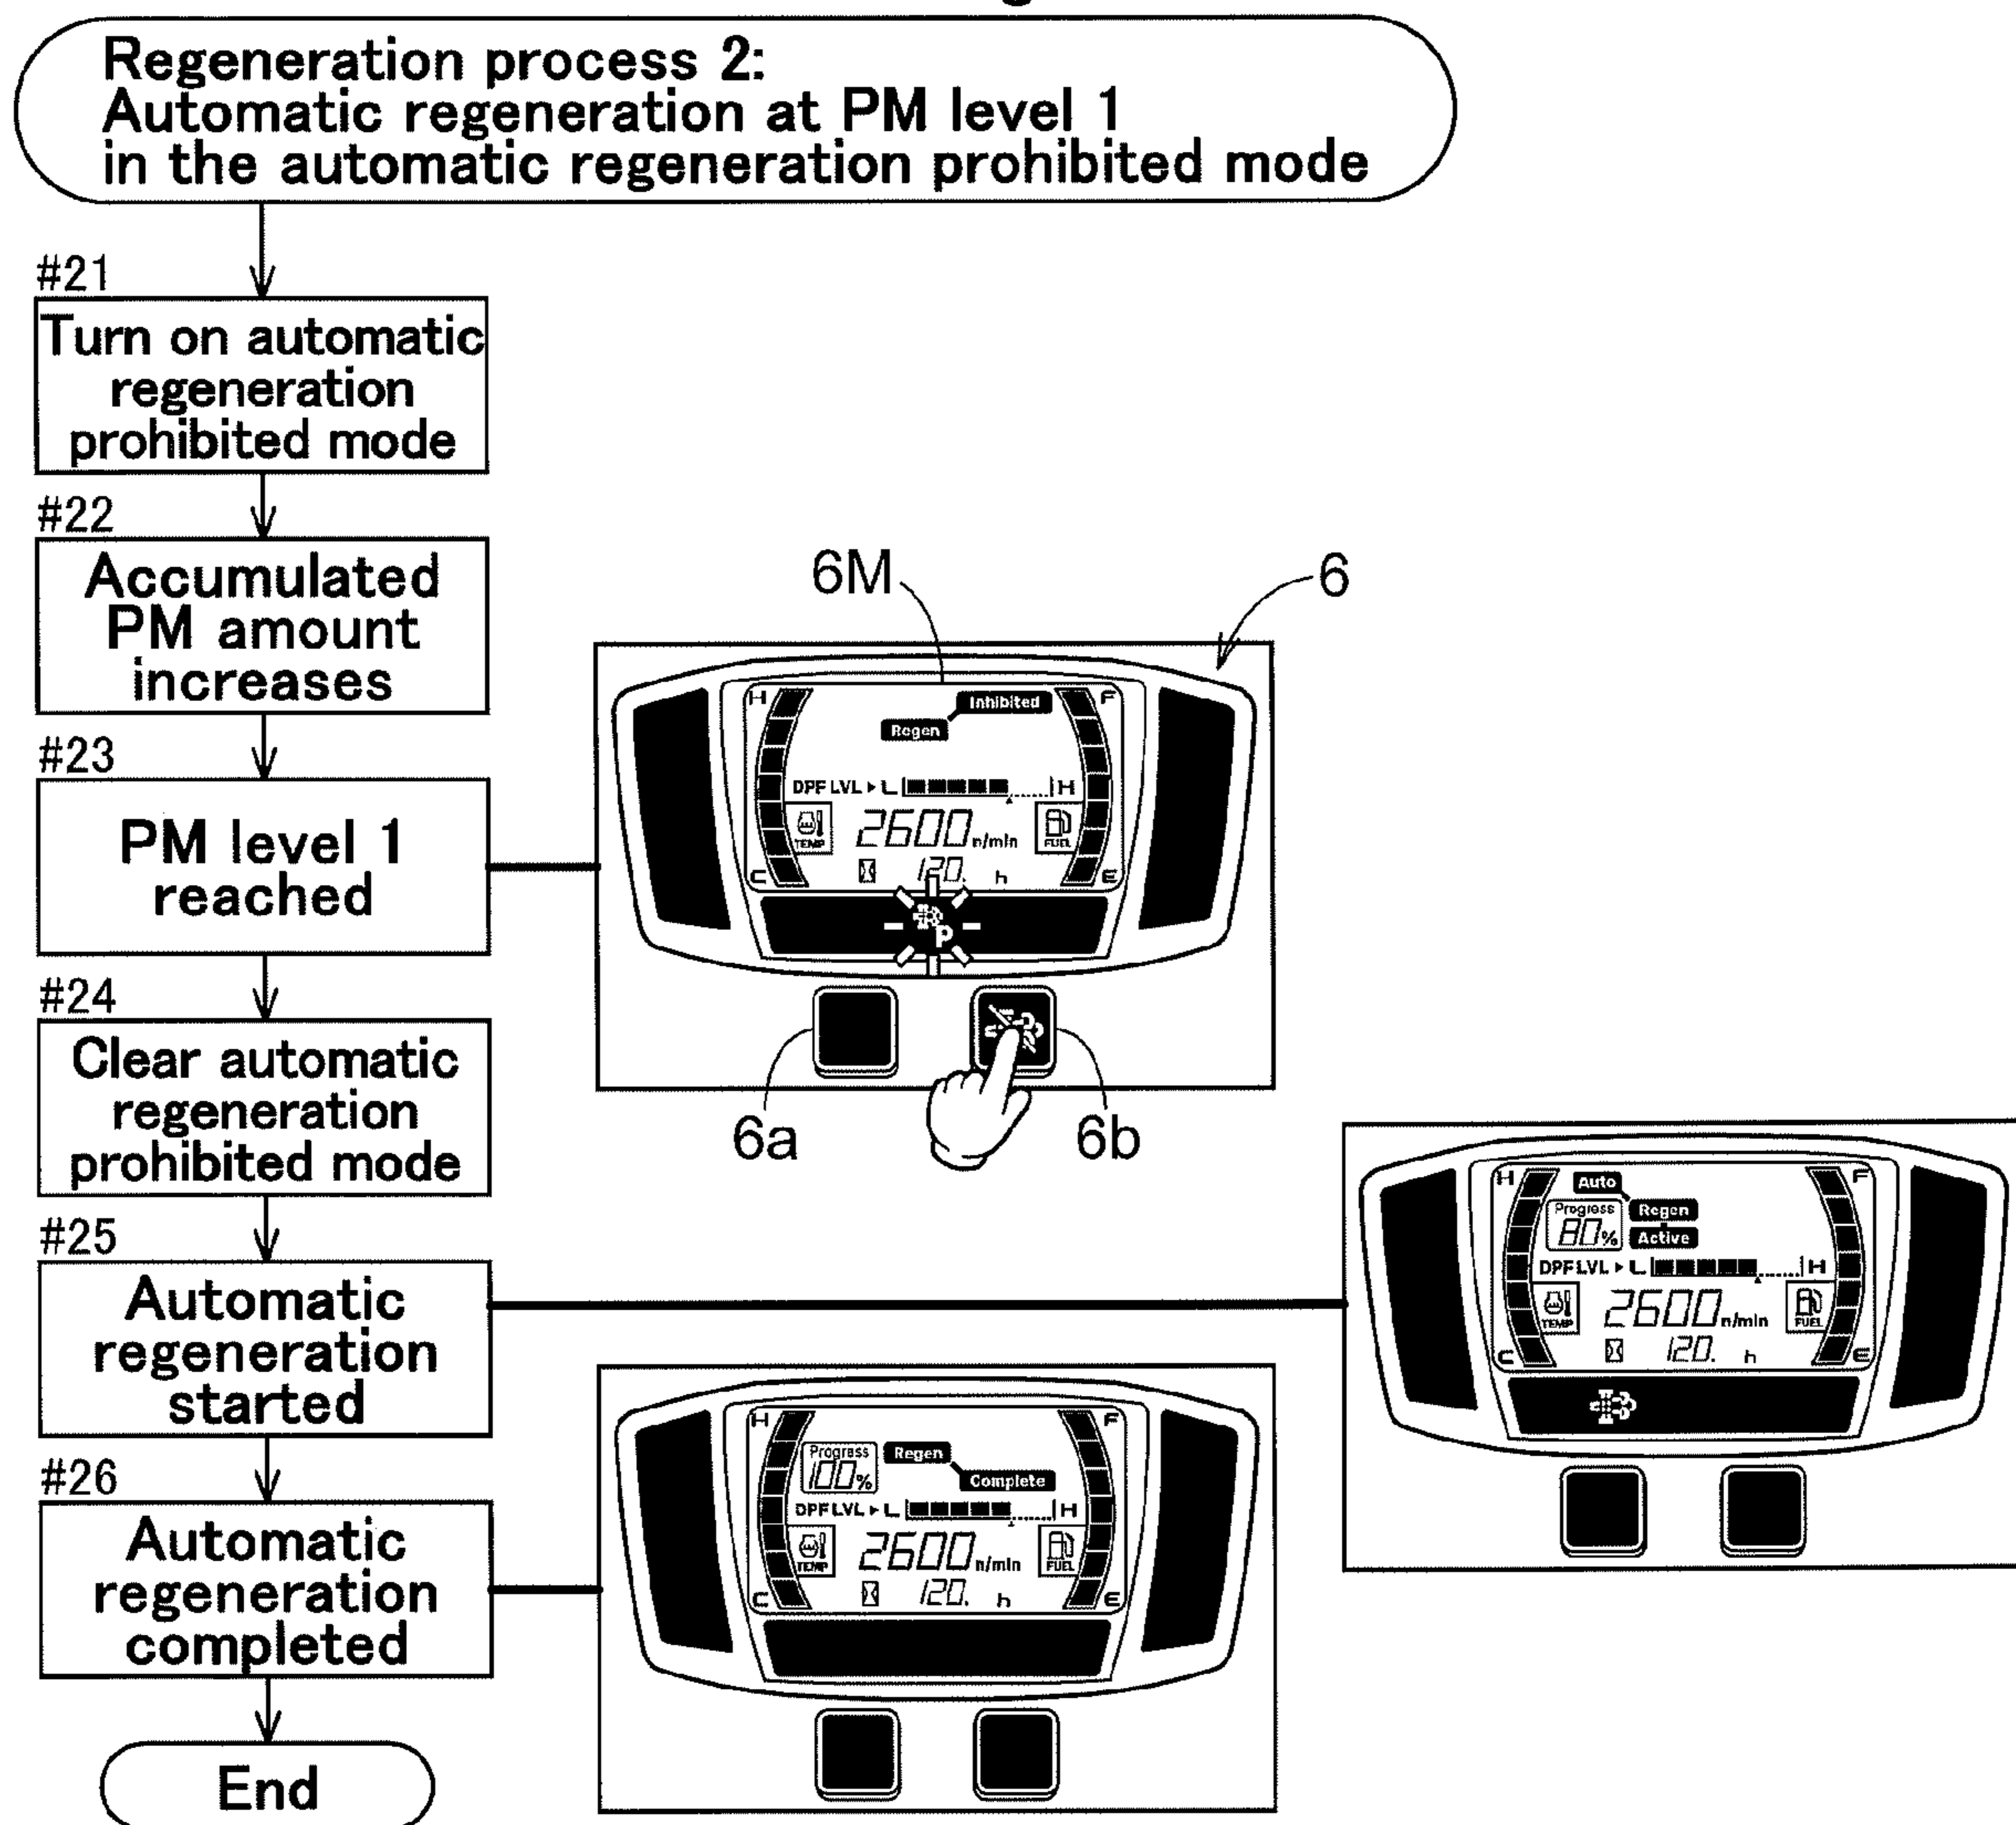 Regeneration process 2:
Automatic regeneration at PM level 1
in the automatic regeneration prohibited mode
#21
Turn on automatic
regeneration
prohibited mode
#22
Accumulated
PM amount
increases
#23
PM level 1
reached
6M
6
H
F
Inhibited
Regen
DPF LVL ▸ L H
TEMP
2600 n/min
FUEL
C
120. h
E
P
6a
6b
#24
Clear automatic
regeneration
prohibited mode
#25
Automatic
regeneration
started
H
F
Auto
Progress
80%
Regen
Active
DPF LVL ▸ L H
TEMP
2600 n/min
FUEL
C
120. h
E
#26
Automatic
regeneration
completed
H
F
Progress
100%
Regen
Complete
DPF LVL ▸ L H
TEMP
2600 n/min
FUEL
C
120. h
E
End